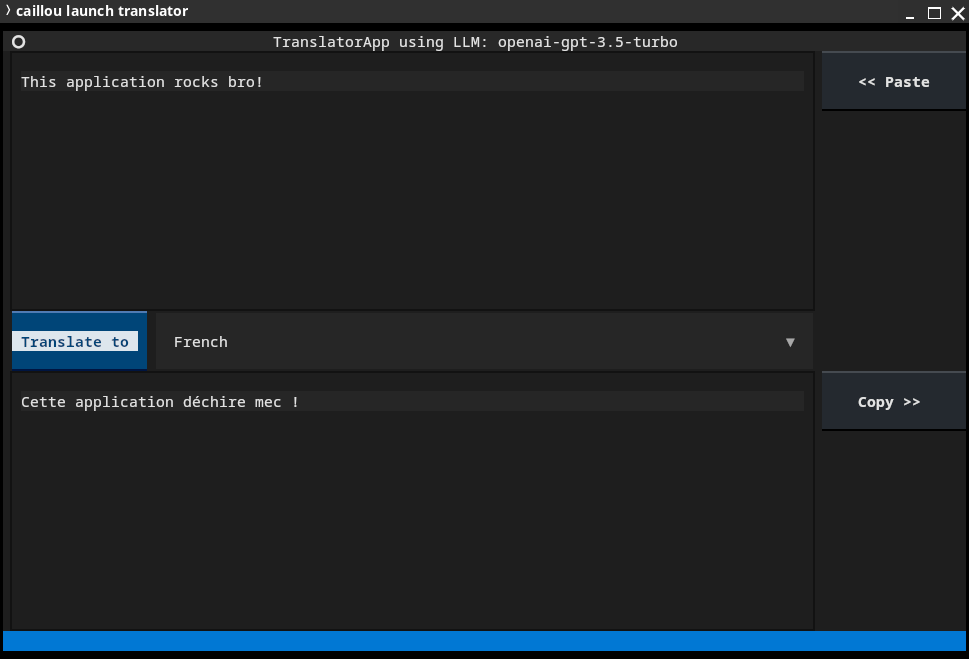 caillou launch translator
TranslatorApp using LLM: openai-gpt-3.5-turbo
This application rocks bro!
<< Paste
Translate to
French
Cette application déchire mec !
Copy >>